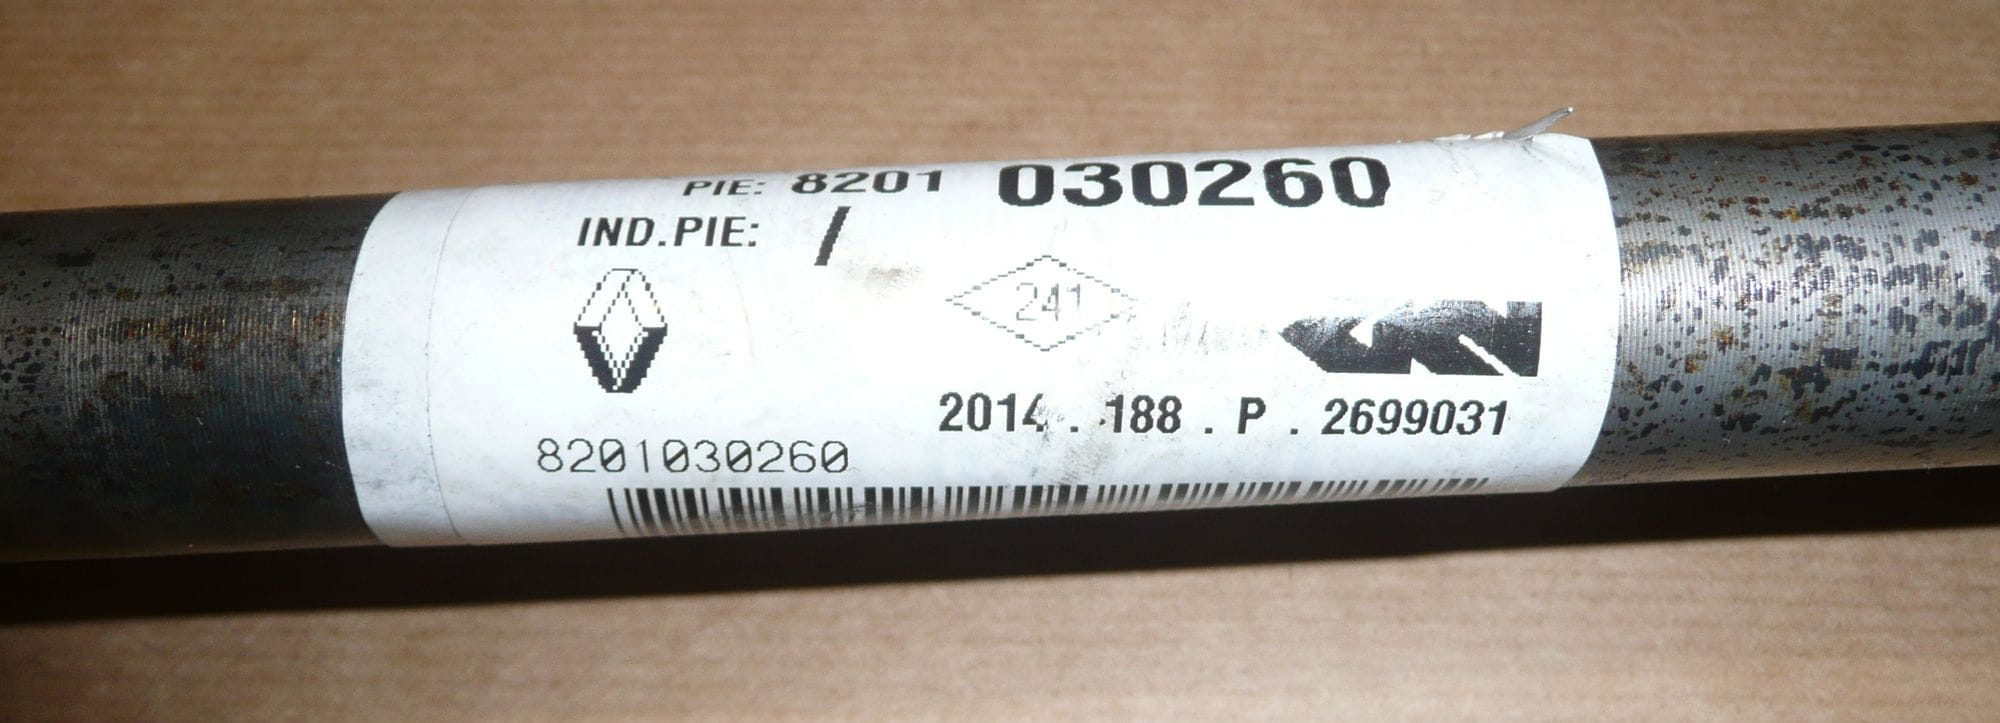 PIE: 8201 030260
IND.PIE: /
241
2014 . 188 . P . 2699031
8201030260